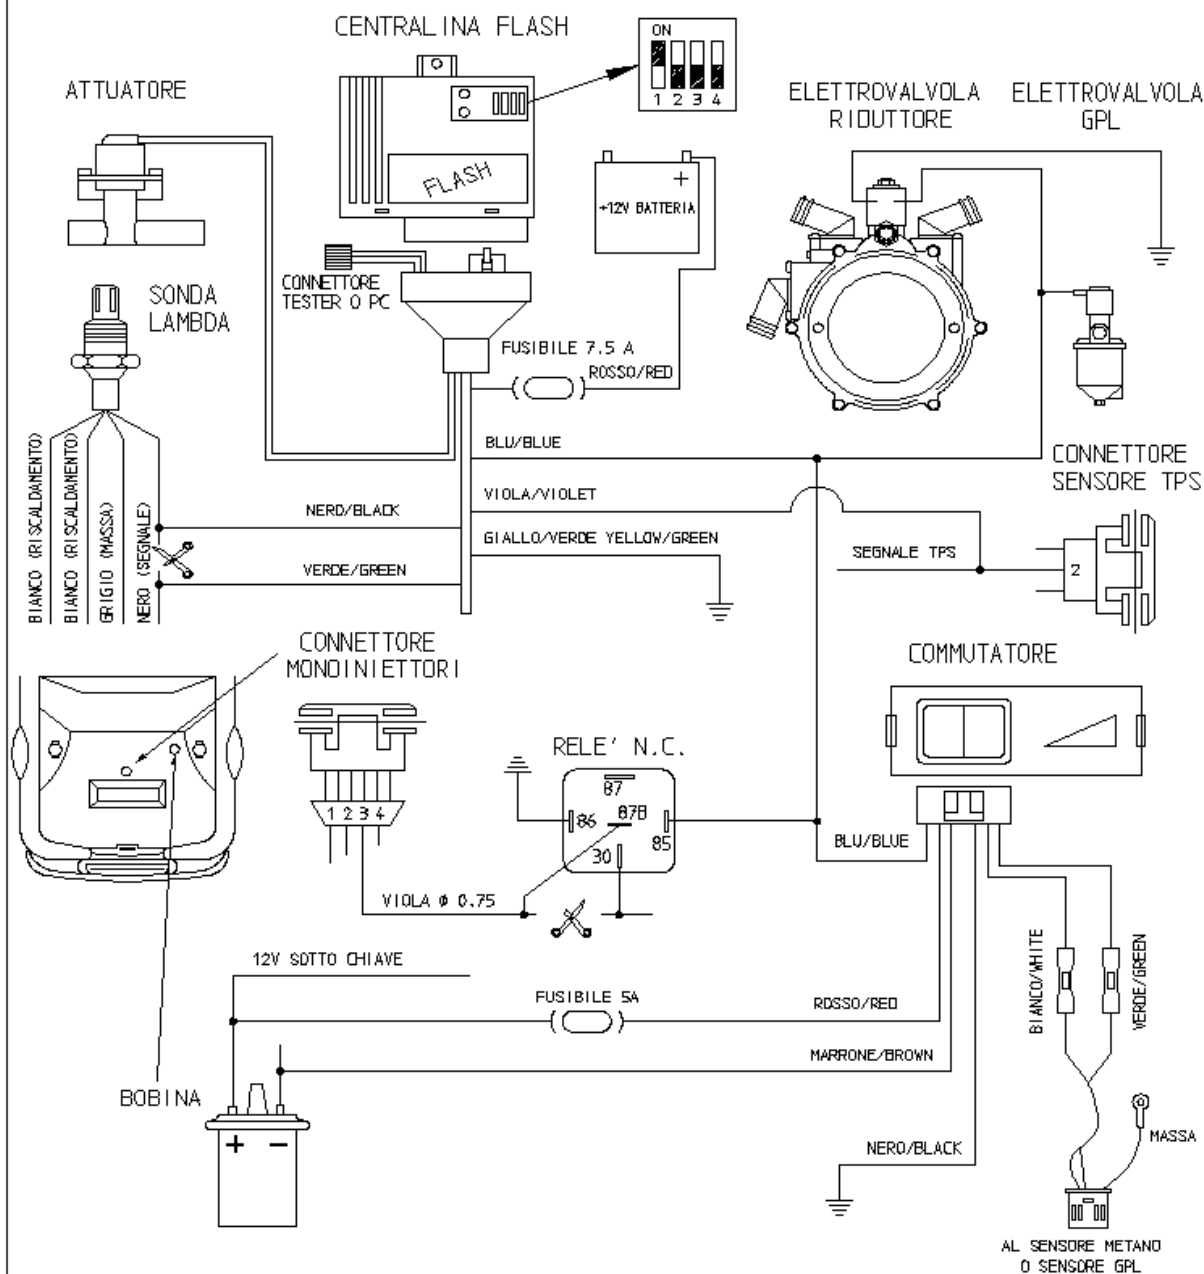 CENTRALINA FLASH
ON
1 2 3 4
ATTUATORE
ELETTROVALVOLA
RIDUTTORE
ELETTROVALVOLA
GPL
FLASH
+
+12V BATTERIA
CONNETTORE
TESTER O PC
SONDA
LAMBDA
FUSIBILE 7.5 A
ROSSO/RED
BLU/BLUE
CONNETTORE
SENSORE TPS
VIOLA/VIOLET
NERO/BLACK
GIALLO/VERDE YELLOW/GREEN
SEGNALE TPS
2
VERDE/GREEN
BIANCO (RISCALDAMENTO)
BIANCO (RISCALDAMENTO)
GRIGIO (MASSA)
NERO (SEGNALE)
CONNETTORE
MONOINIETTORI
COMMUTATORE
RELE' N.C.
87
86
87B
85
30
1 2 3 4
BLU/BLUE
VIOLA ø 0.75
12V SOTTO CHIAVE
FUSIBILE 5A
ROSSO/RED
BIANCO/WHITE
VERDE/GREEN
MARRONE/BROWN
BOBINA
+ -
NERO/BLACK
MASSA
AL SENSORE METANO
O SENSORE GPL